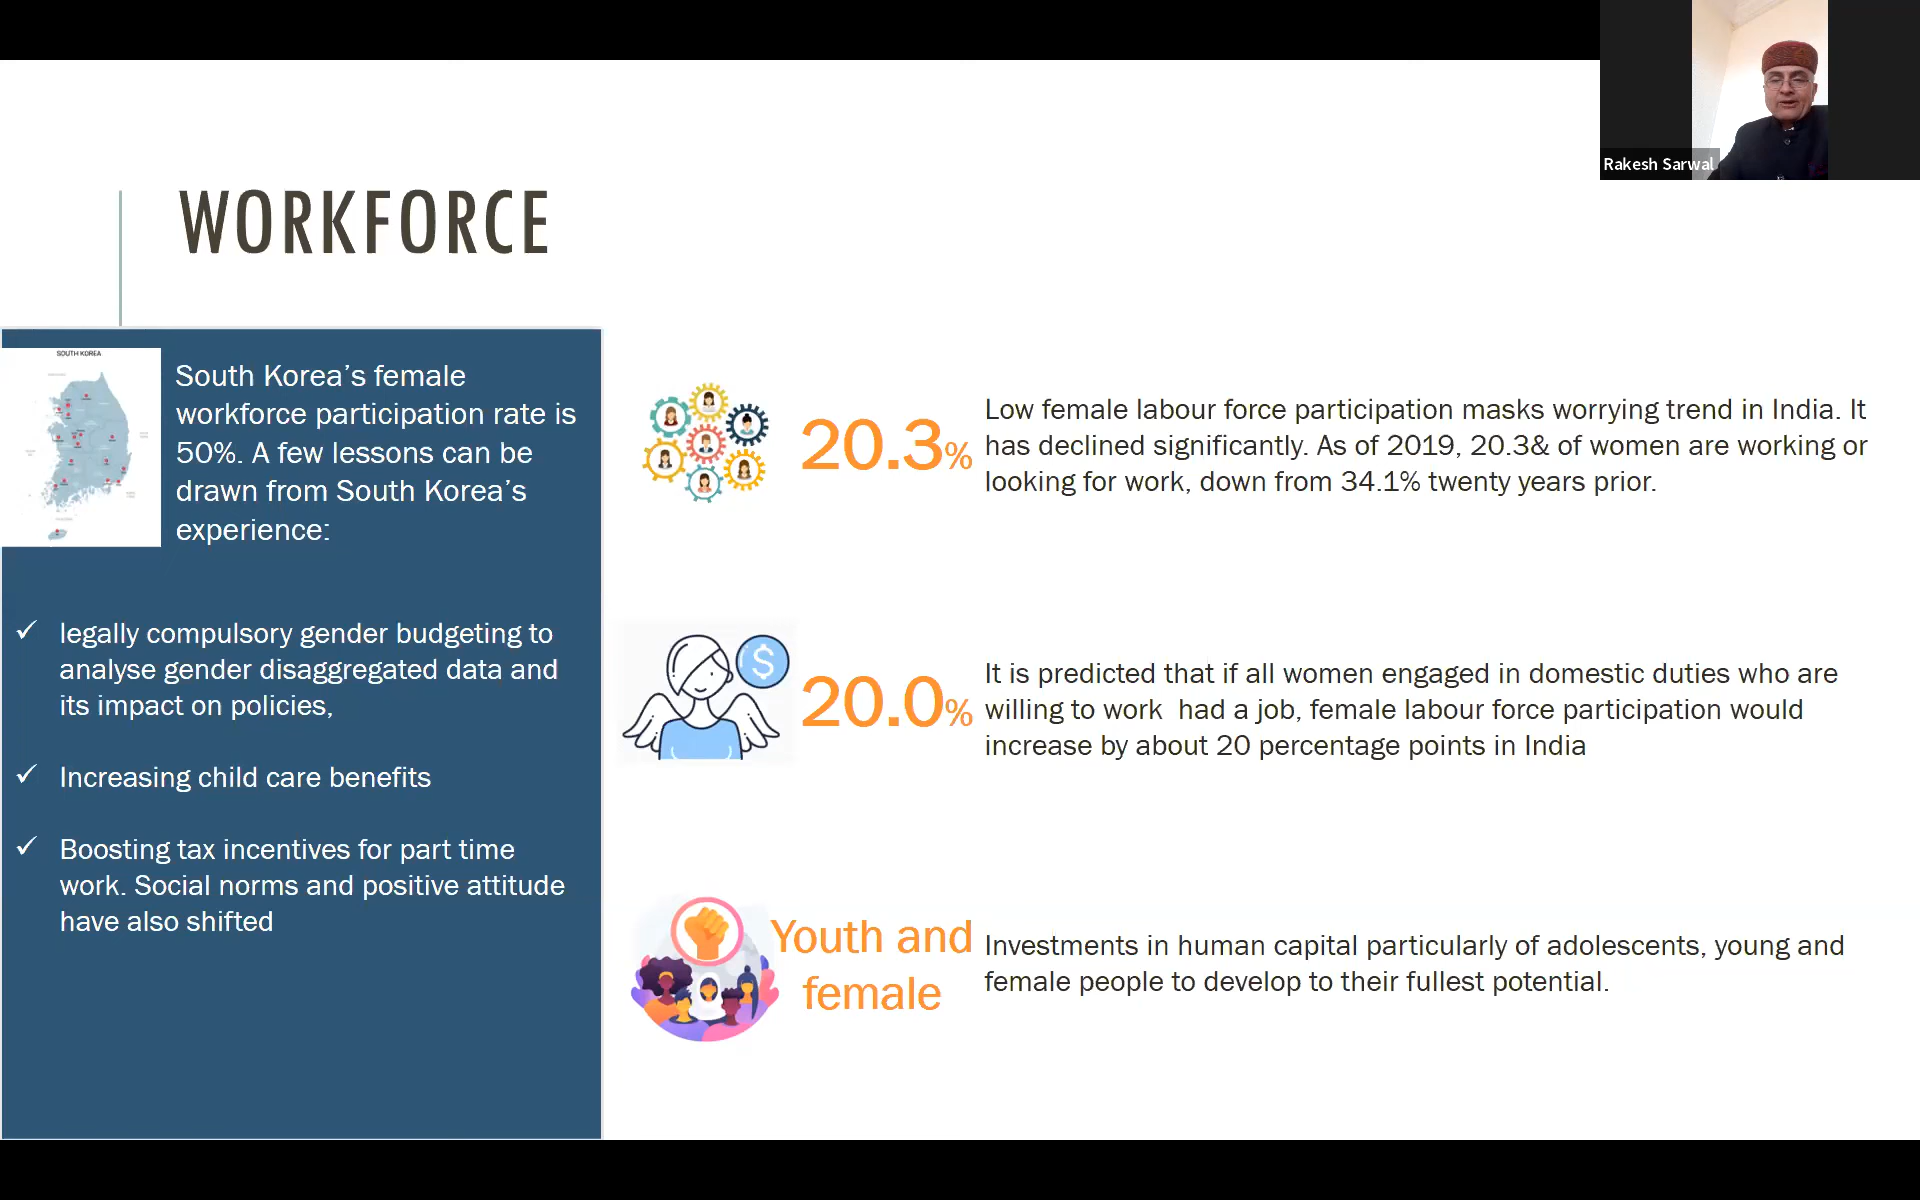 Rakesh Sarwal
WORKFORCE
SOUTH KOREA
South Korea’s female
workforce participation rate is
50%. A few lessons can be
drawn from South Korea’s
experience:
✓ legally compulsory gender budgeting to
analyse gender disaggregated data and
its impact on policies,
✓ Increasing child care benefits
✓ Boosting tax incentives for part time
work. Social norms and positive attitude
have also shifted
20.3%
Low female labour force participation masks worrying trend in India. It
has declined significantly. As of 2019, 20.3& of women are working or
looking for work, down from 34.1% twenty years prior.
$
20.0%
It is predicted that if all women engaged in domestic duties who are
willing to work  had a job, female labour force participation would
increase by about 20 percentage points in India
Youth and
female
Investments in human capital particularly of adolescents, young and
female people to develop to their fullest potential.